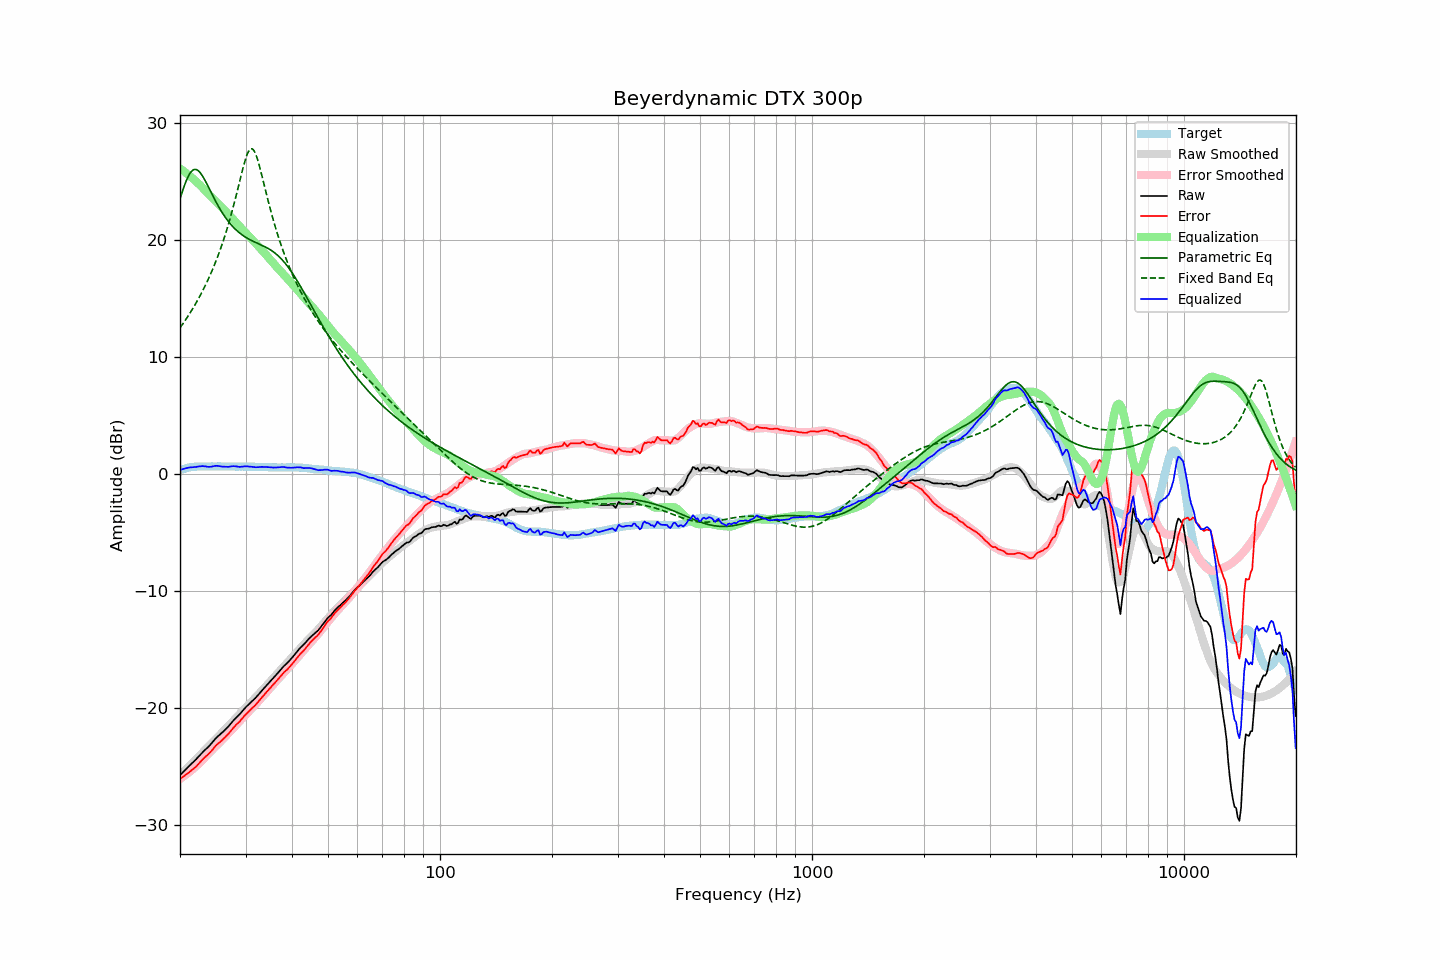 Beyerdynamic DTX 300p
30
20
10
0
−10
−20
−30
Amplitude (dBr)
100
1000
10000
Frequency (Hz)
Target
Raw Smoothed
Error Smoothed
Raw
Error
Equalization
Parametric Eq
Fixed Band Eq
Equalized